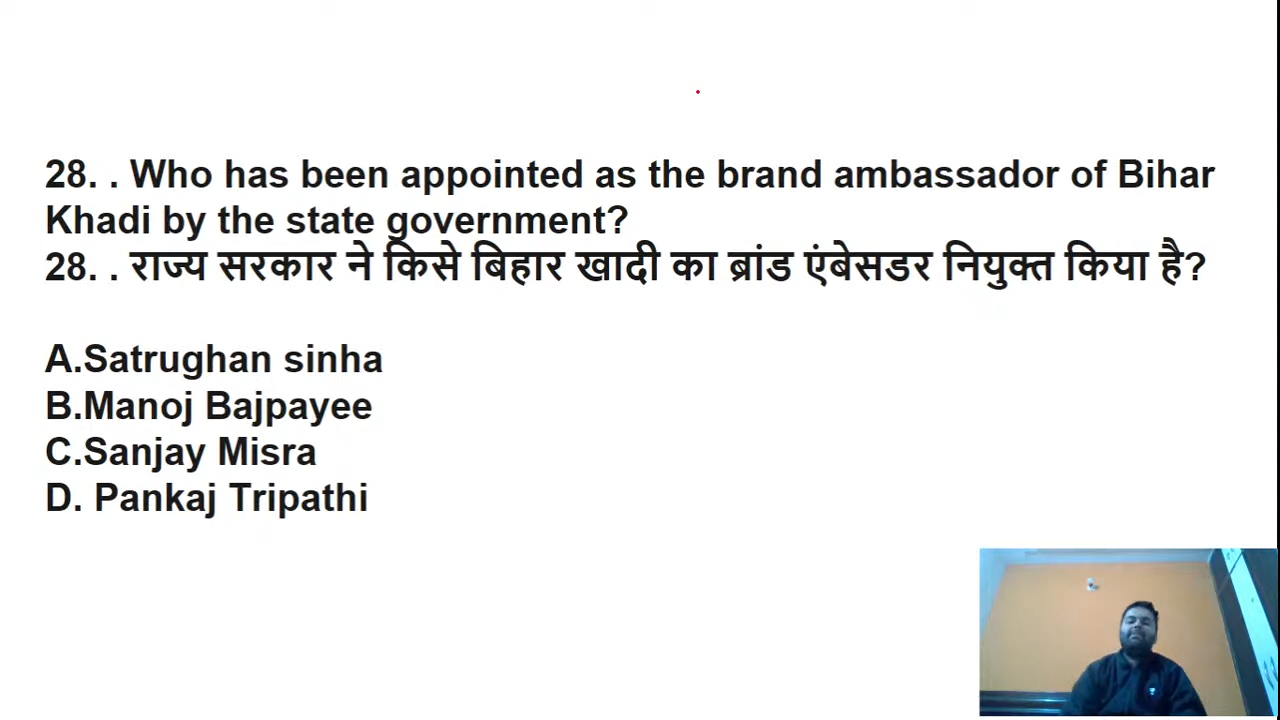 28. . Who has been appointed as the brand ambassador of Bihar
Khadi by the state government?
28. . राज्य सरकार ने किसे बिहार खादी का ब्रांड एंबेसडर नियुक्त किया है?
A.Satrughan sinha
B.Manoj Bajpayee
C.Sanjay Misra
D. Pankaj Tripathi